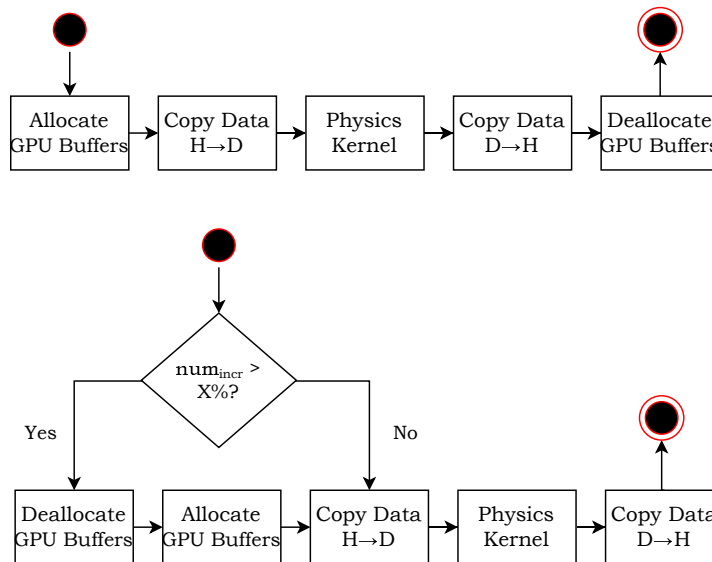 Allocate
GPU Buffers
Copy Data
H→D
Physics
Kernel
Copy Data
D→H
Deallocate
GPU Buffers
num_incr >
X%?
Yes
No
Deallocate
GPU Buffers
Allocate
GPU Buffers
Copy Data
H→D
Physics
Kernel
Copy Data
D→H